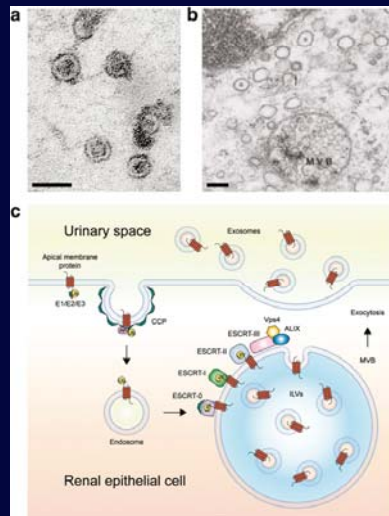 a
b
MVB
c
Urinary space
Exosomes
Apical membrane
protein
E1/E2/E3
CCP
Vps4
ALIX
ESCRT-III
ESCRT-II
ESCRT-I
ESCRT-0
Exocytosis
MVB
ILVs
Endosome
Renal epithelial cell